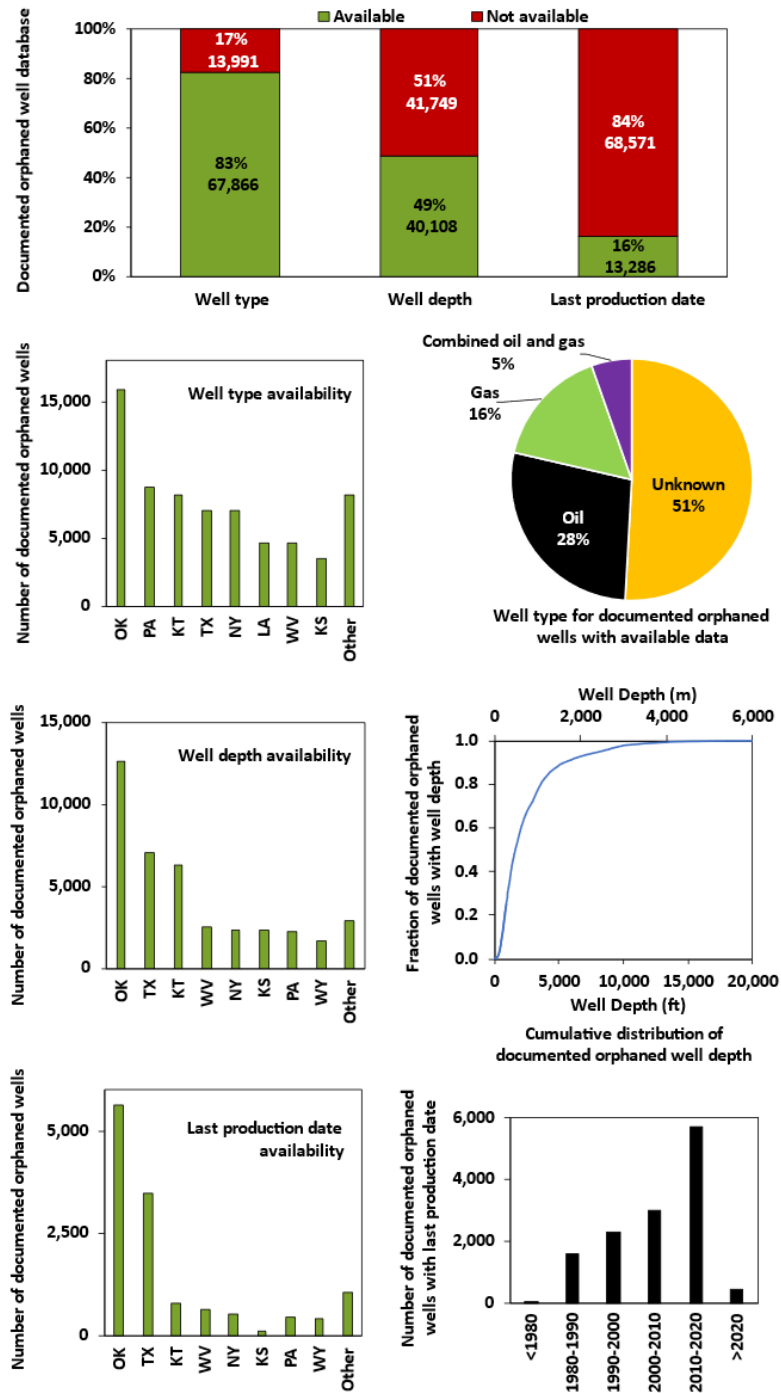 Available
Not available
Documented orphaned well database
100%
80%
60%
40%
20%
0%
17%
13,991
83%
67,866
51%
41,749
49%
40,108
84%
68,571
16%
13,286
Well type
Well depth
Last production date
Number of documented orphaned wells
15,000
10,000
5,000
0
Well type availability
OK
PA
KT
TX
NY
LA
WV
KS
Other
Combined oil and gas
5%
Gas
16%
Oil
28%
Unknown
51%
Well type for documented orphaned
wells with available data
Number of documented orphaned wells
15,000
10,000
5,000
0
Well depth availability
OK
TX
KT
WV
NY
KS
PA
WY
Other
Well Depth (m)
0
2,000
4,000
6,000
Fraction of documented orphaned
wells with well depth
1.0
0.8
0.6
0.4
0.2
0.0
0
5,000
10,000
15,000
20,000
Well Depth (ft)
Cumulative distribution of
documented orphaned well depth
Number of documented orphaned wells
5,000
2,500
0
Last production date
availability
OK
TX
KT
WV
NY
KS
PA
WY
Other
Number of documented orphaned
wells with last production date
6,000
4,000
2,000
0
<1980
1980-1990
1990-2000
2000-2010
2010-2020
>2020